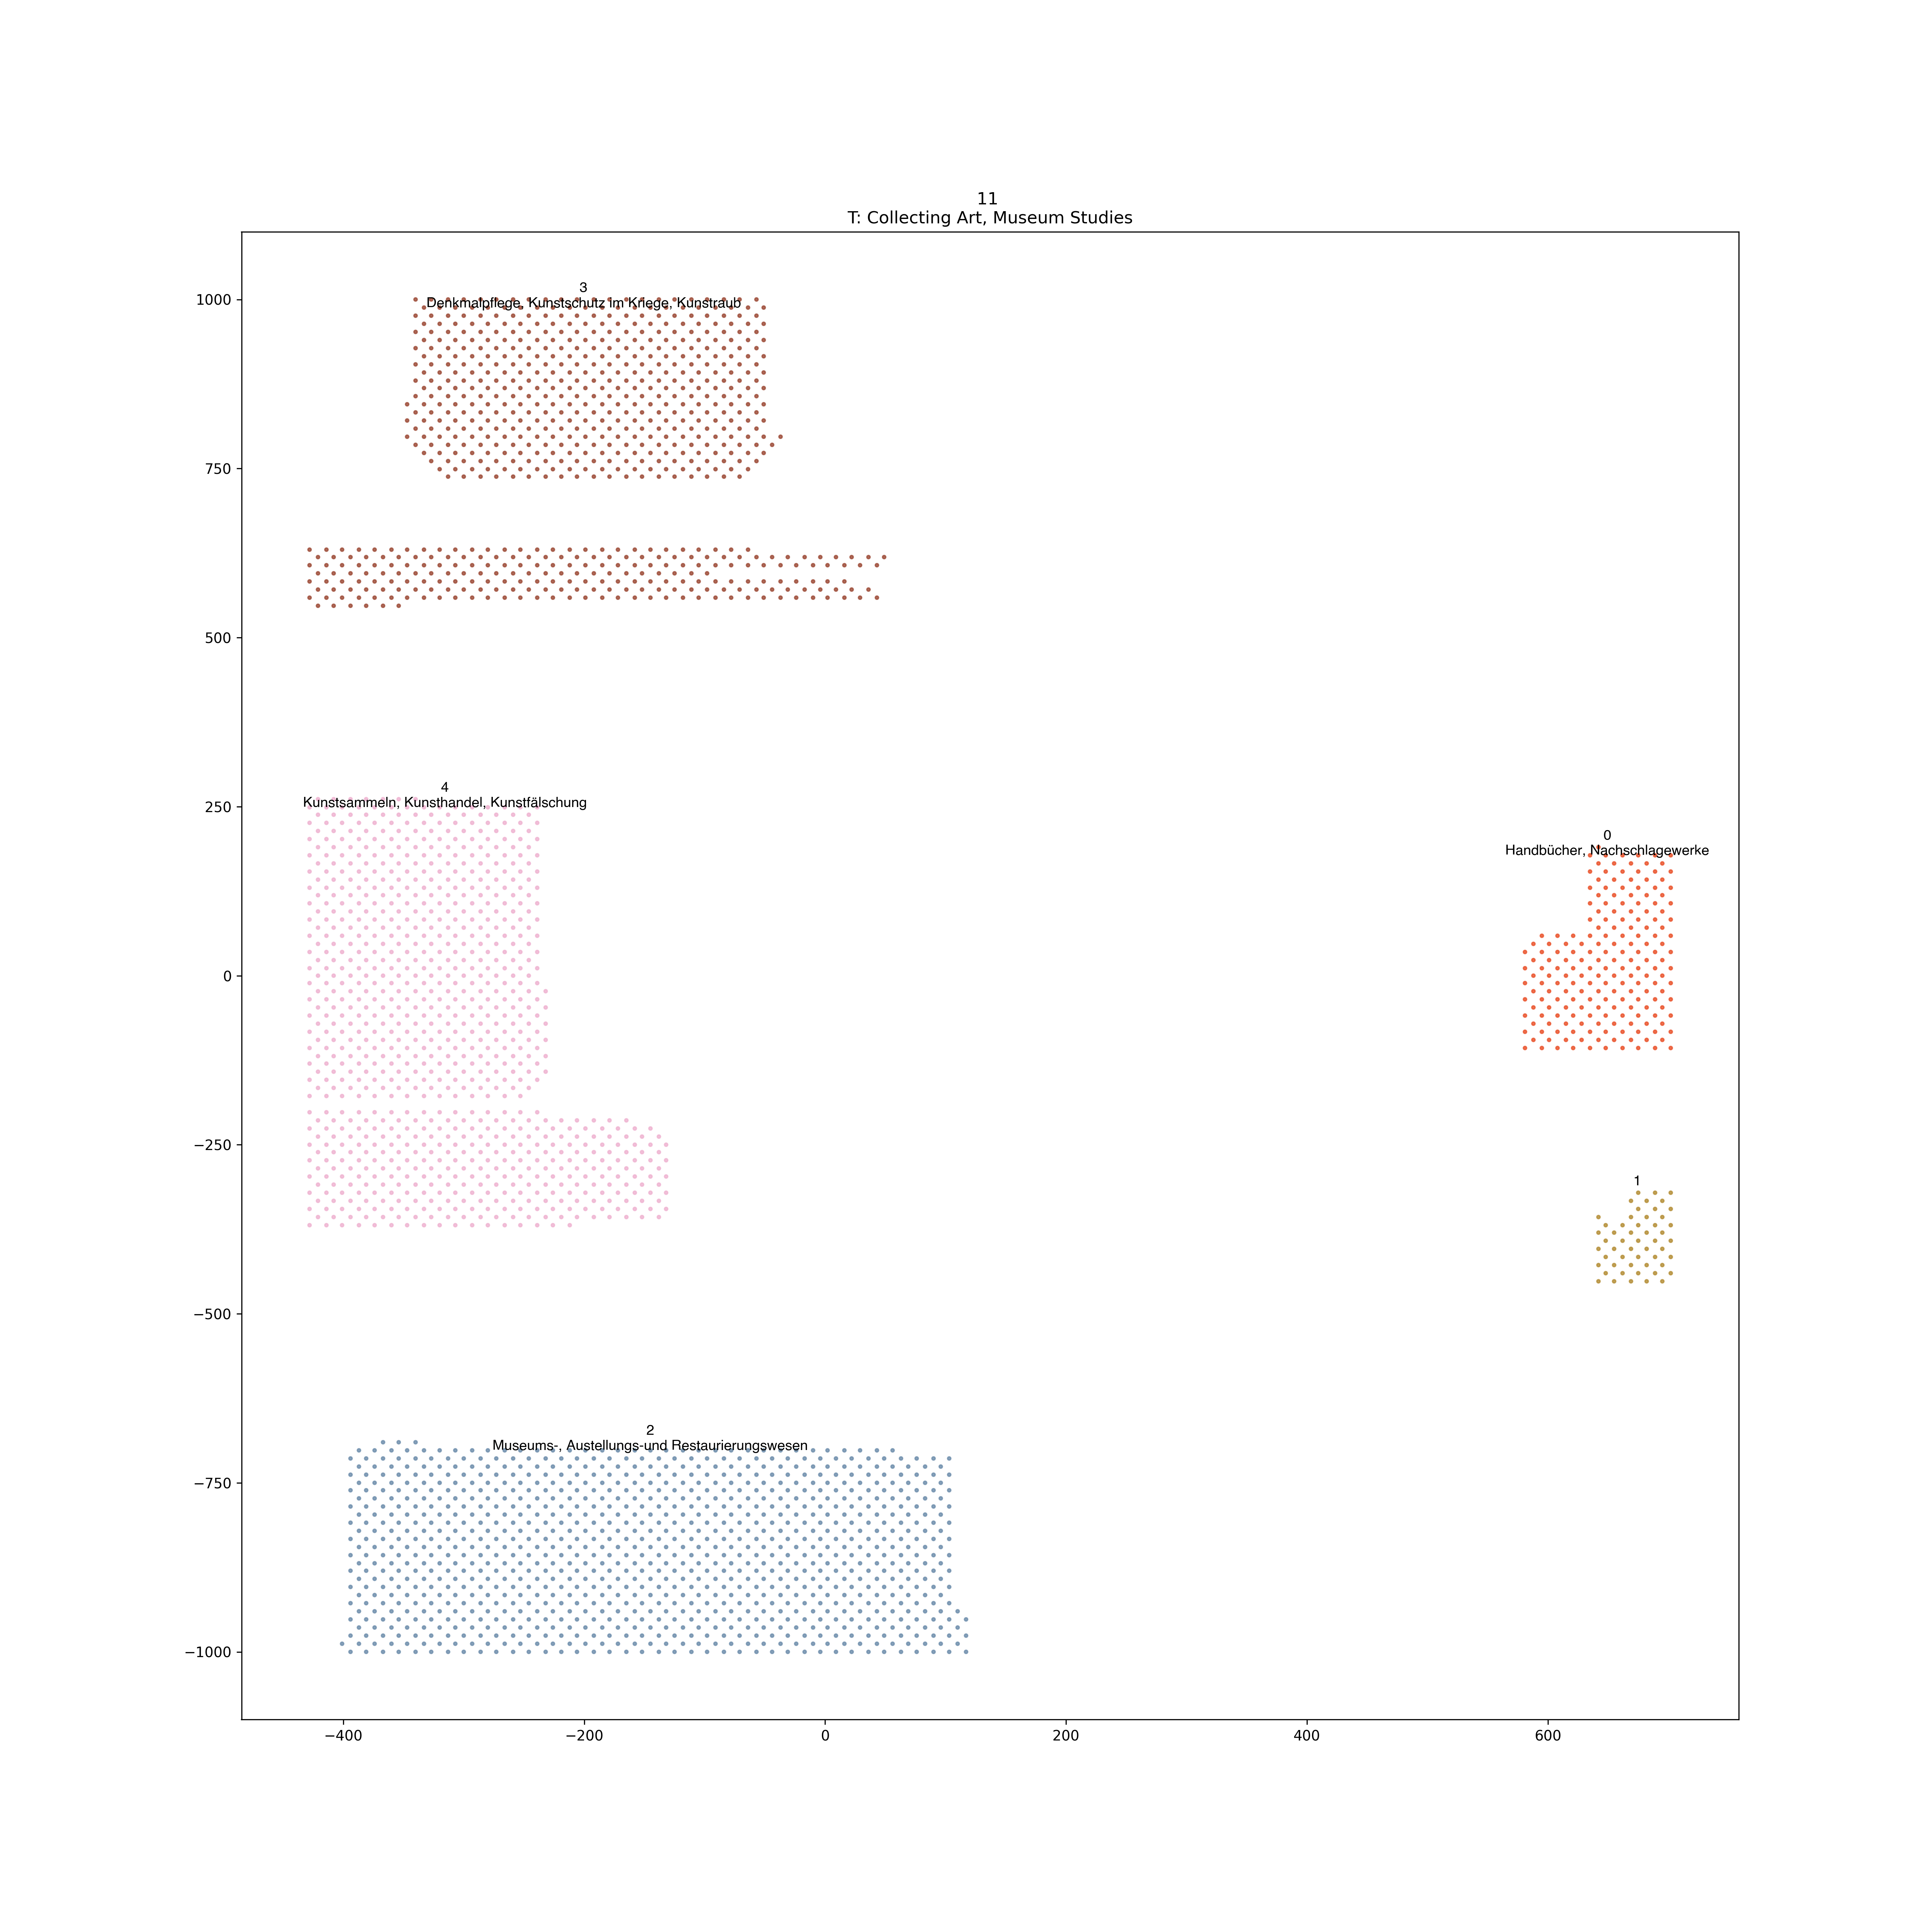 11
T: Collecting Art, Museum Studies
3
Denkmalpflege, Kunstschutz im Kriege, Kunstraub
4
Kunstsammeln, Kunsthandel, Kunstfälschung
0
Handbücher, Nachschlagewerke
1
2
Museums-, Austellungs-und Restaurierungswesen
1000
750
500
250
0
−250
−500
−750
−1000
−400 −200 0 200 400 600